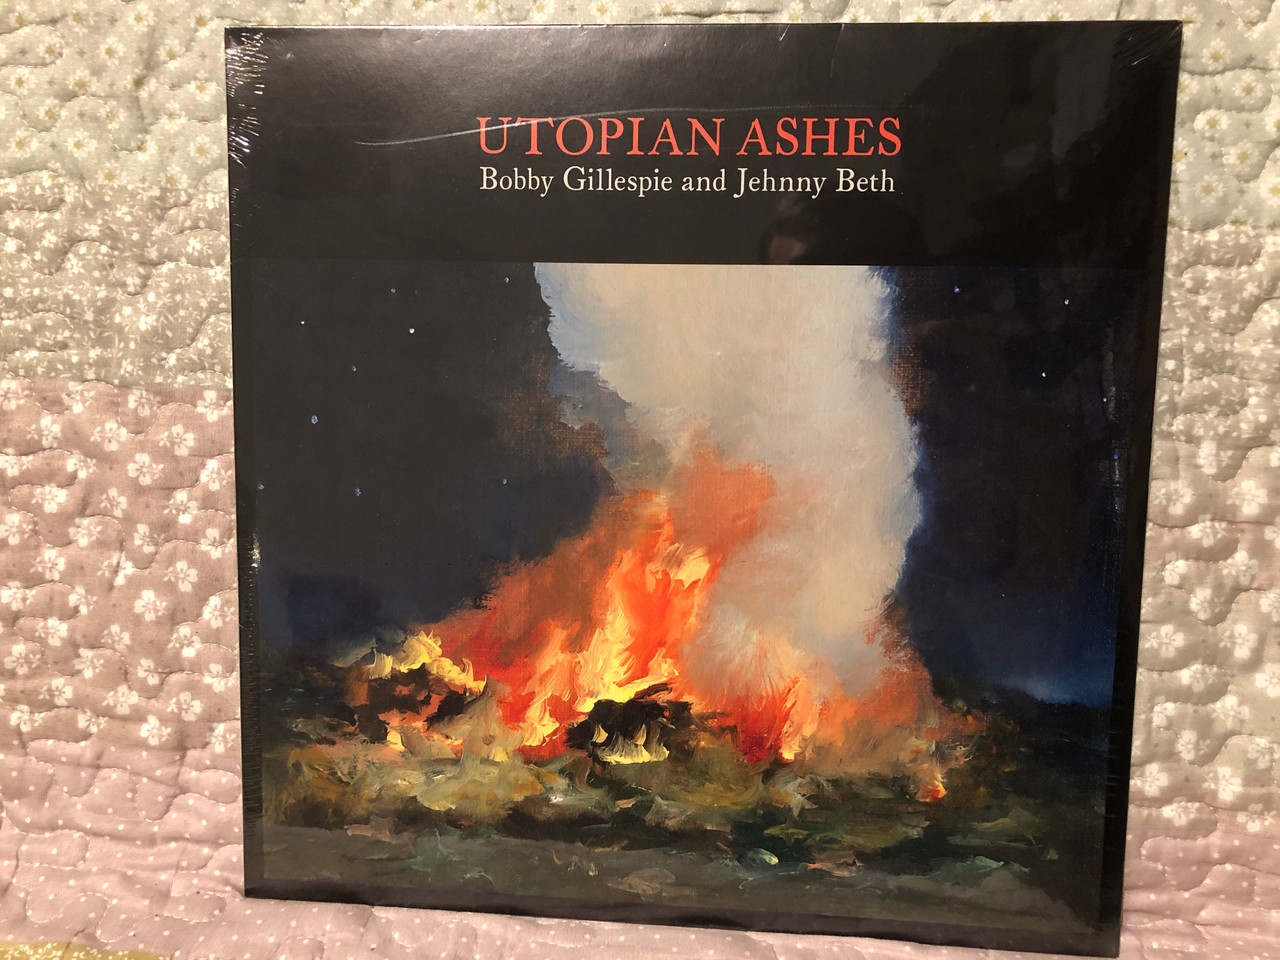 UTOPIAN ASHES
Bobby Gillespie and Jehnny Beth